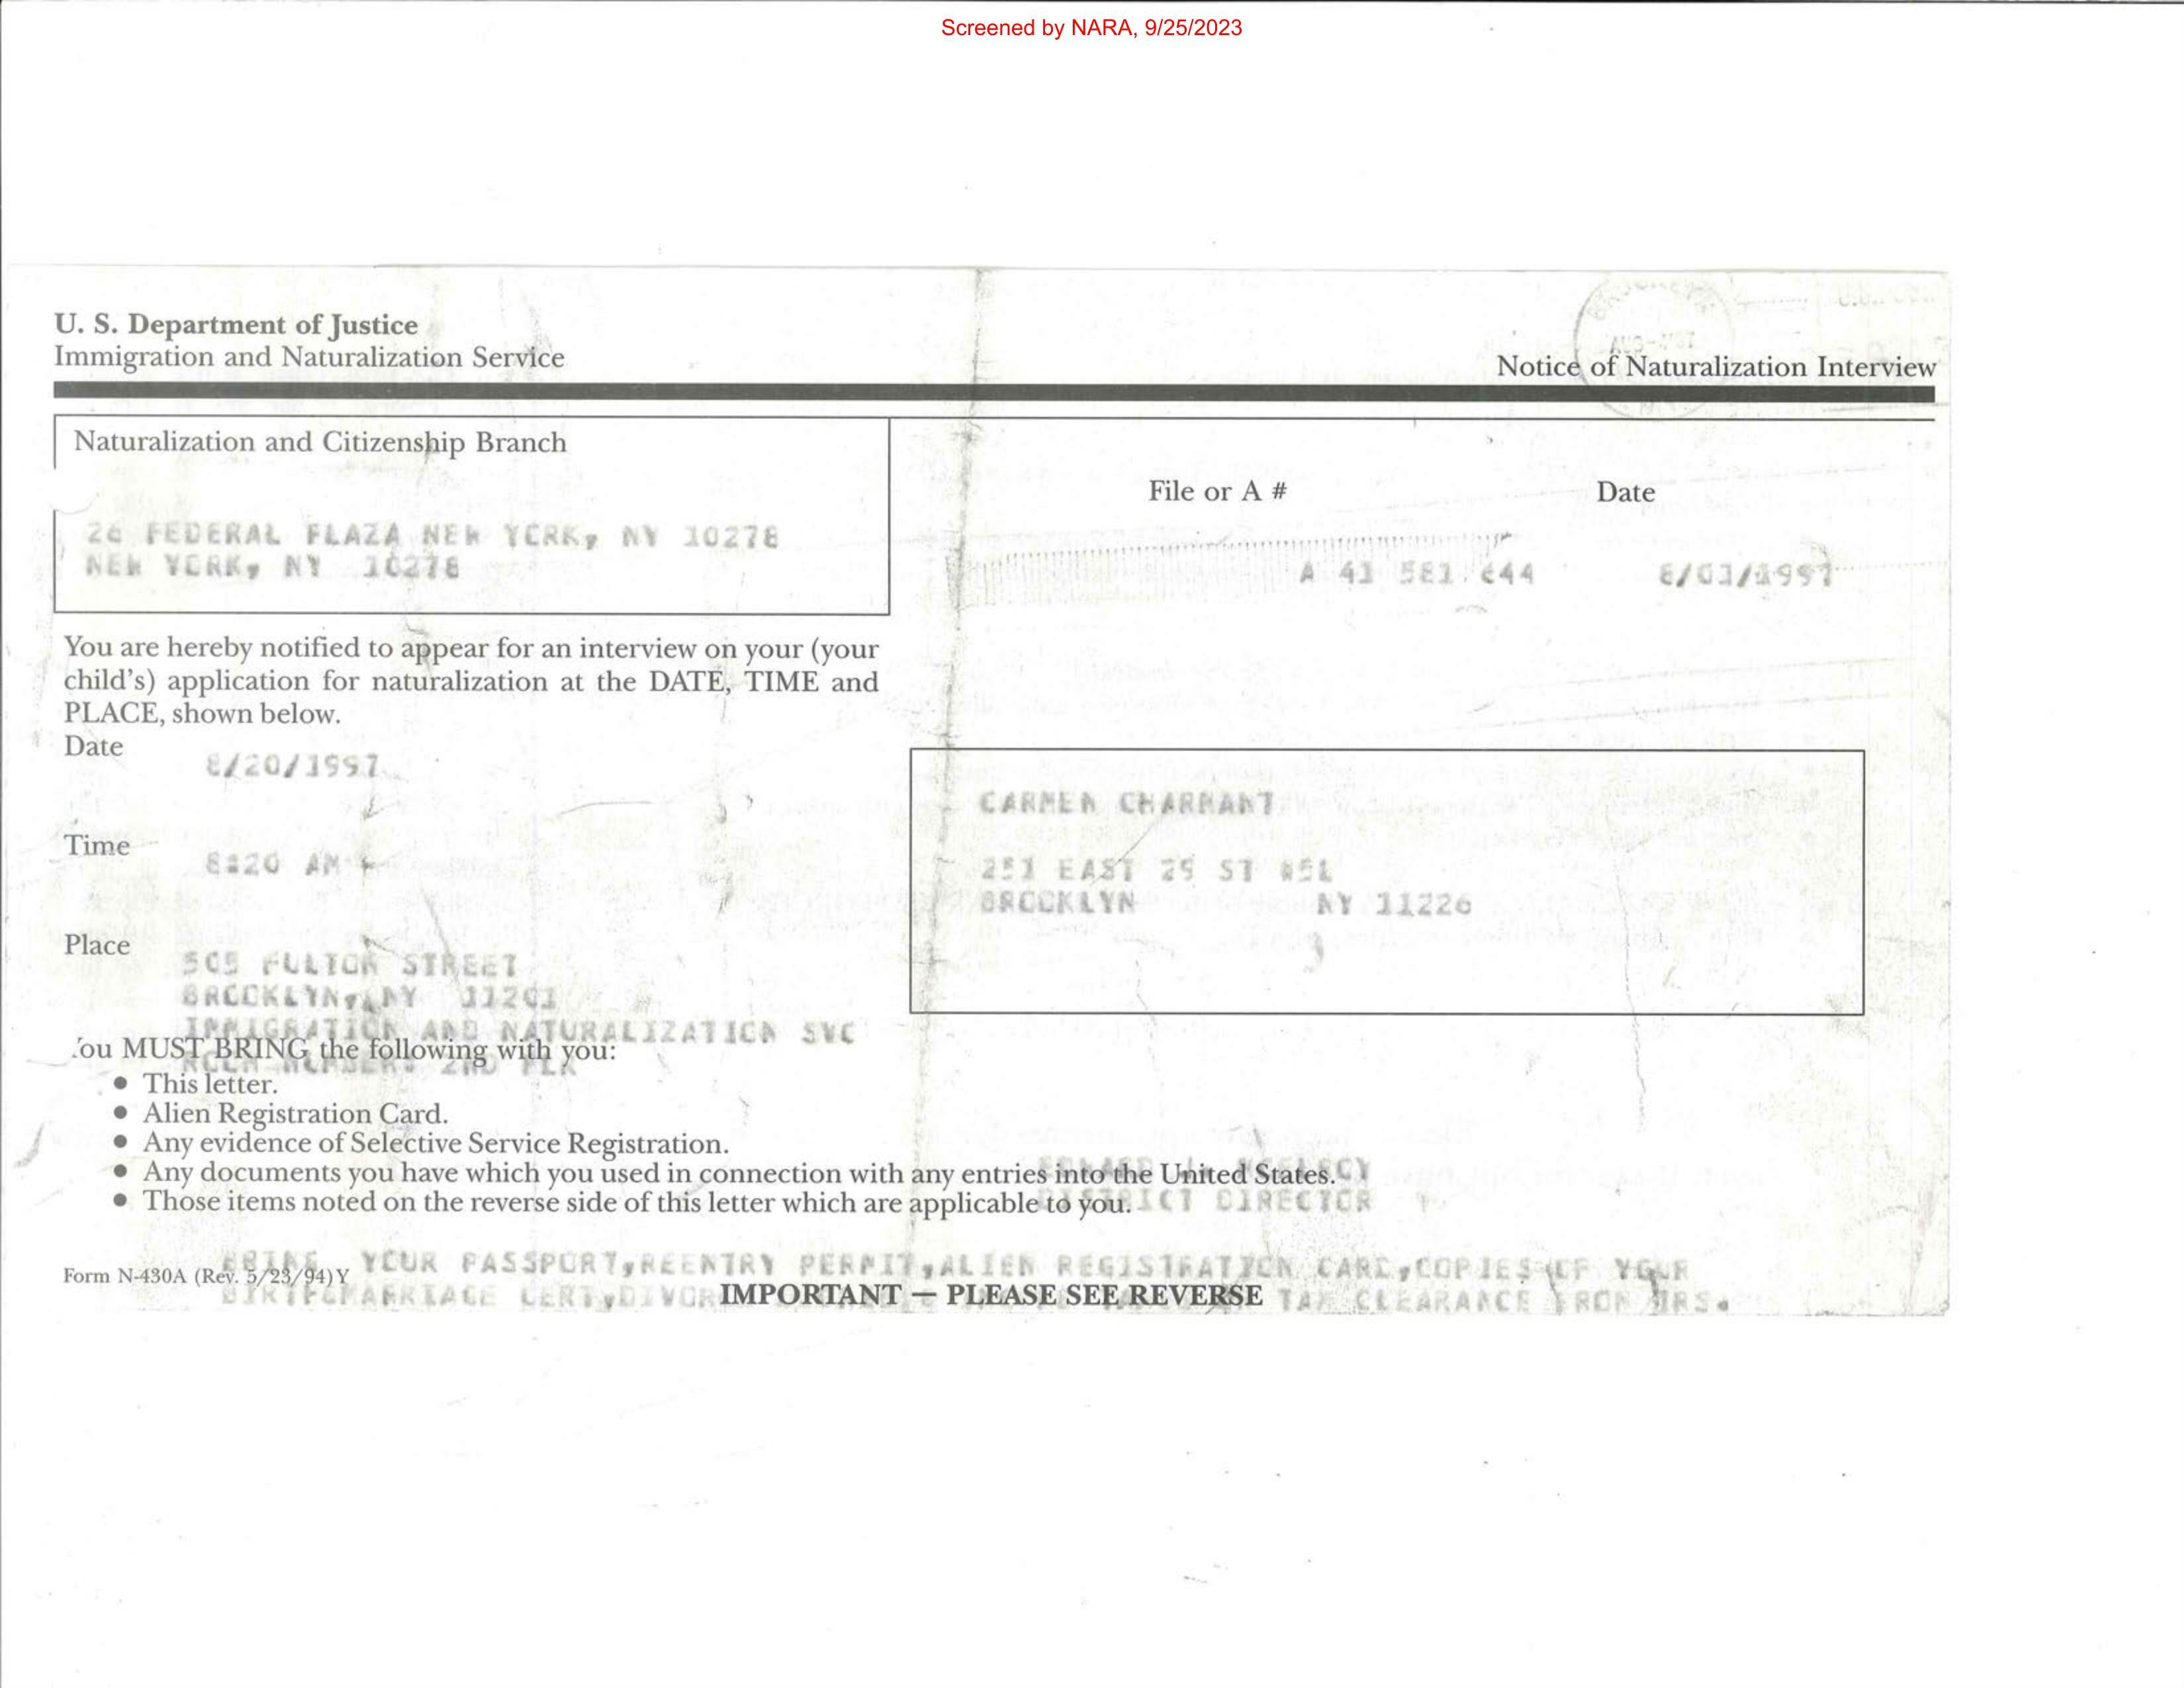 Screened by NARA, 9/25/2023
U. S. Department of Justice
Immigration and Naturalization Service
Notice of Naturalization Interview
Naturalization and Citizenship Branch
26 FEDERAL PLAZA NEW YORK, NY 10278
NEW YORK, NY 10278
File or A # Date
A 41 581 644
You are hereby notified to appear for an interview on your (your
child's) application for naturalization at the DATE, TIME and
PLACE, shown below.
Date
8/20/1997
Time
8:20 AM
Place
505 FULTON STREET
BROOKLYN, NY 11201
IMMIGRATION AND NATURALIZATION SVC
ROOM NUMBER: 2ND FLR
CARMEN CHARMANT
251 EAST 29 ST #5L
BROOKLYN NY 11226
You MUST BRING the following with you:
• This letter.
• Alien Registration Card.
• Any evidence of Selective Service Registration.
• Any documents you have which you used in connection with any entries into the United States.
• Those items noted on the reverse side of this letter which are applicable to you.
DISTRICT DIRECTOR
Form N-430A (Rev. 5/23/94)Y
BRING YOUR PASSPORT,REENTRY PERMIT,ALIEN REGISTRATION CARD,COPIES OF YOUR
MARRIAGE CERT, TAX CLEARANCE FROM IRS.
IMPORTANT — PLEASE SEE REVERSE